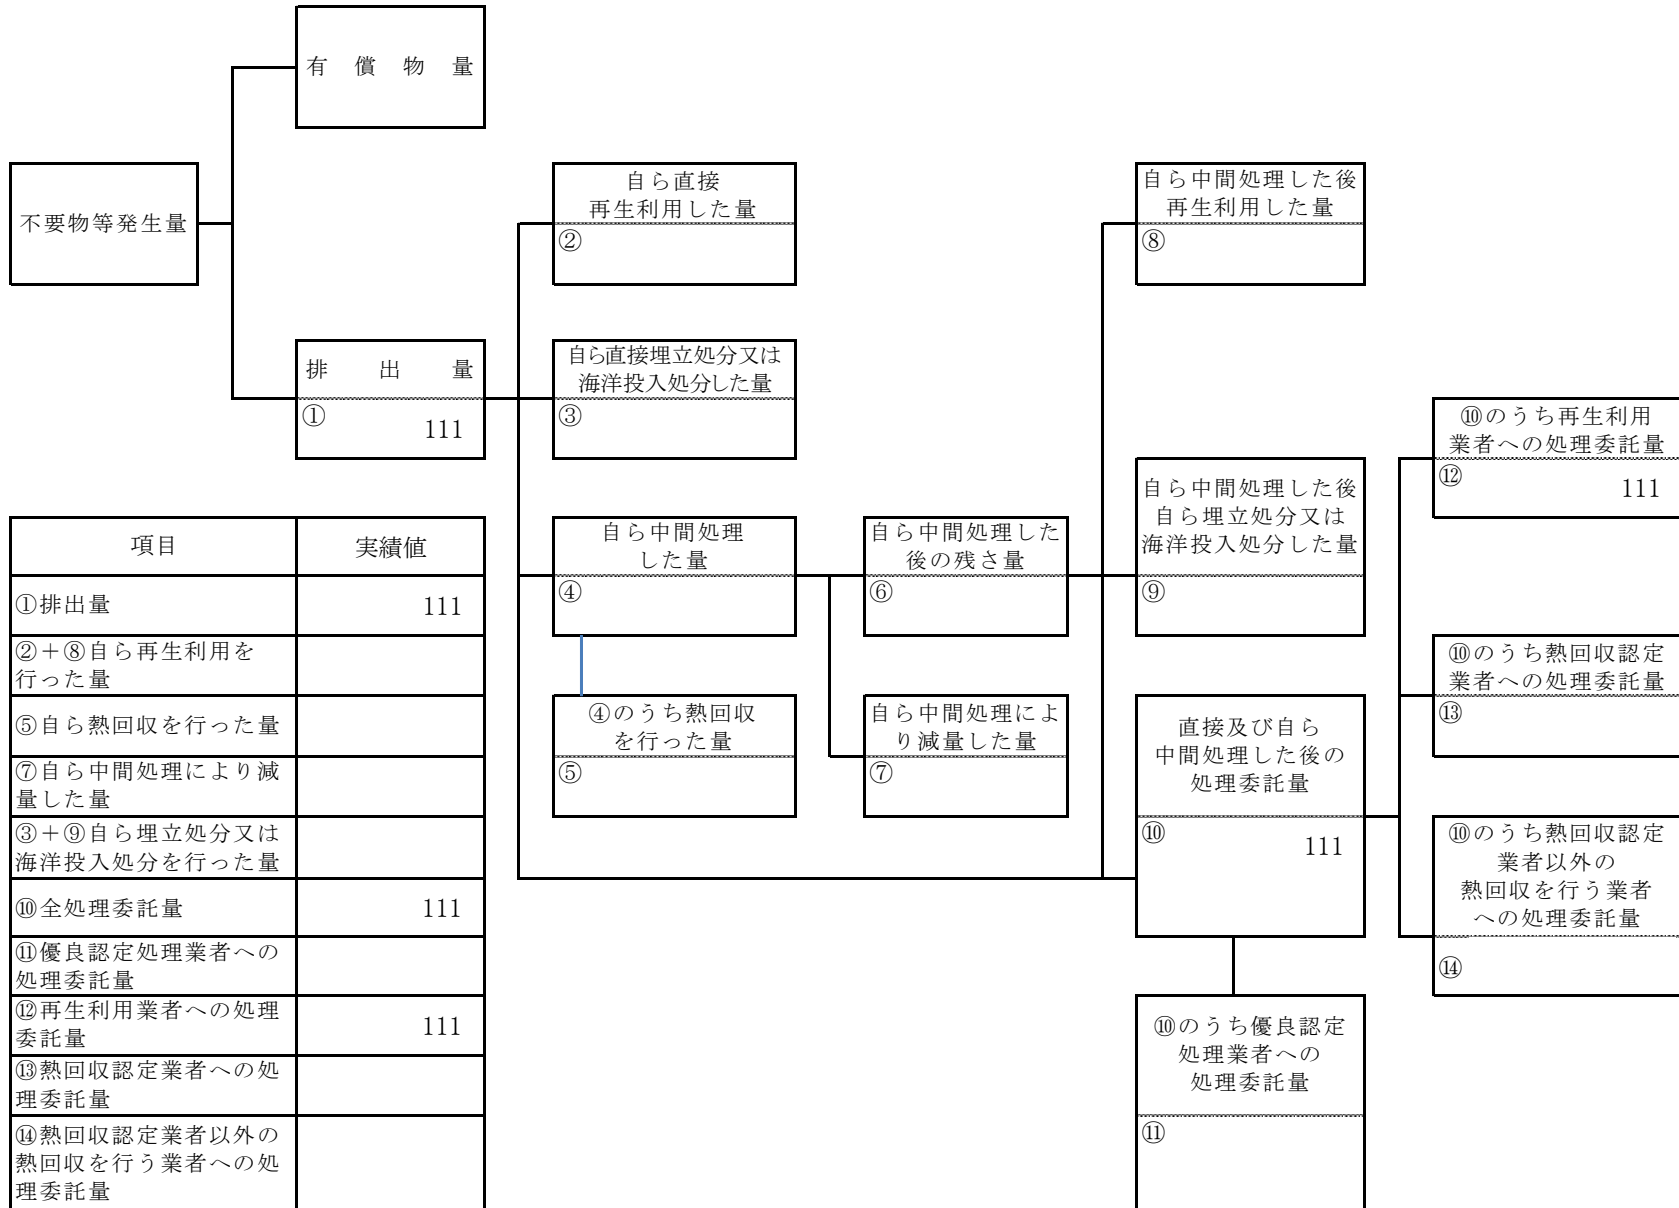 有償物量
不要物等発生量
排出量
①
111
自ら直接
再生利用した量
②
自ら直接埋立処分又は
海洋投入処分した量
③
自ら中間処理
した量
④
④のうち熱回収
を行った量
⑤
自ら中間処理した
後の残さ量
⑥
自ら中間処理によ
り減量した量
⑦
自ら中間処理した後
再生利用した量
⑧
自ら中間処理した後
自ら埋立処分又は
海洋投入処分した量
⑨
直接及び自ら
中間処理した後の
処理委託量
⑩
111
⑩のうち優良認定
処理業者への
処理委託量
⑪
⑩のうち再生利用
業者への処理委託量
⑫
111
⑩のうち熱回収認定
業者への処理委託量
⑬
⑩のうち熱回収認定
業者以外の
熱回収を行う業者
への処理委託量
⑭
項目 実績値
①排出量 111
②＋⑧自ら再生利用を
行った量
⑤自ら熱回収を行った量
⑦自ら中間処理により減
量した量
③＋⑨自ら埋立処分又は
海洋投入処分を行った量
⑩全処理委託量 111
⑪優良認定処理業者への
処理委託量
⑫再生利用業者への処理
委託量 111
⑬熱回収認定業者への処
理委託量
⑭熱回収認定業者以外の
熱回収を行う業者への処
理委託量